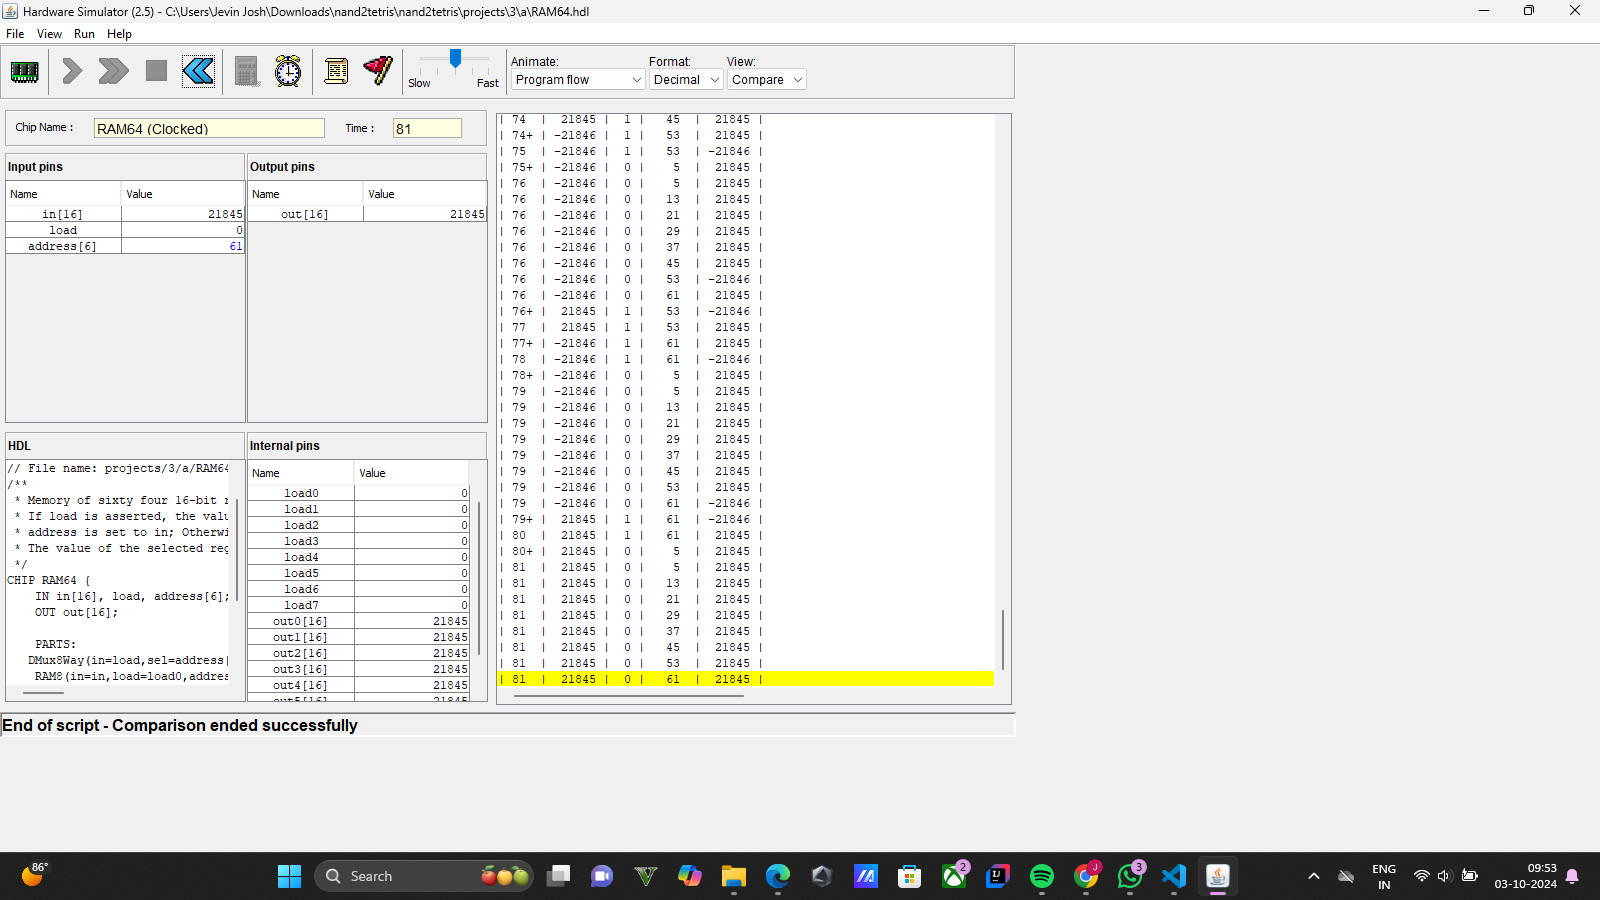 Hardware Simulator (2.5) - C:\Users\Jevin Josh\Downloads\nand2tetris\nand2tetris\projects\3\a\RAM64.hdl
File View Run Help
Slow Fast
Animate: Format: View:
Program flow Decimal Compare
Chip Name : RAM64 (Clocked) Time : 81
Input pins
Name Value
in[16] 21845
load 0
address[6] 61
Output pins
Name Value
out[16] 21845
HDL
// File name: projects/3/a/RAM64
/**
* Memory of sixty four 16-bit r
* If load is asserted, the valu
* address is set to in; Otherwi
* The value of the selected reg
*/
CHIP RAM64 {
IN in[16], load, address[6];
OUT out[16];
PARTS:
DMux8Way(in=load,sel=address[
RAM8(in=in,load=load0,addres
Internal pins
Name Value
load0 0
load1 0
load2 0
load3 0
load4 0
load5 0
load6 0
load7 0
out0[16] 21845
out1[16] 21845
out2[16] 21845
out3[16] 21845
out4[16] 21845
out5[16] 21845
| 74 | 21845 | 1 | 45 | 21845 |
| 74+ | -21846 | 1 | 53 | 21845 |
| 75 | -21846 | 1 | 53 | -21846 |
| 75+ | -21846 | 0 | 5 | 21845 |
| 76 | -21846 | 0 | 5 | 21845 |
| 76 | -21846 | 0 | 13 | 21845 |
| 76 | -21846 | 0 | 21 | 21845 |
| 76 | -21846 | 0 | 29 | 21845 |
| 76 | -21846 | 0 | 37 | 21845 |
| 76 | -21846 | 0 | 45 | 21845 |
| 76 | -21846 | 0 | 53 | -21846 |
| 76 | -21846 | 0 | 61 | 21845 |
| 76+ | 21845 | 1 | 53 | -21846 |
| 77 | 21845 | 1 | 53 | 21845 |
| 77+ | -21846 | 1 | 61 | 21845 |
| 78 | -21846 | 1 | 61 | -21846 |
| 78+ | -21846 | 0 | 5 | 21845 |
| 79 | -21846 | 0 | 5 | 21845 |
| 79 | -21846 | 0 | 13 | 21845 |
| 79 | -21846 | 0 | 21 | 21845 |
| 79 | -21846 | 0 | 29 | 21845 |
| 79 | -21846 | 0 | 37 | 21845 |
| 79 | -21846 | 0 | 45 | 21845 |
| 79 | -21846 | 0 | 53 | 21845 |
| 79 | -21846 | 0 | 61 | -21846 |
| 79+ | 21845 | 1 | 61 | -21846 |
| 80 | 21845 | 1 | 61 | 21845 |
| 80+ | 21845 | 0 | 5 | 21845 |
| 81 | 21845 | 0 | 5 | 21845 |
| 81 | 21845 | 0 | 13 | 21845 |
| 81 | 21845 | 0 | 21 | 21845 |
| 81 | 21845 | 0 | 29 | 21845 |
| 81 | 21845 | 0 | 37 | 21845 |
| 81 | 21845 | 0 | 45 | 21845 |
| 81 | 21845 | 0 | 53 | 21845 |
| 81 | 21845 | 0 | 61 | 21845 |
End of script - Comparison ended successfully
86°
Search
2
J
3
ENG
IN
09:53
03-10-2024